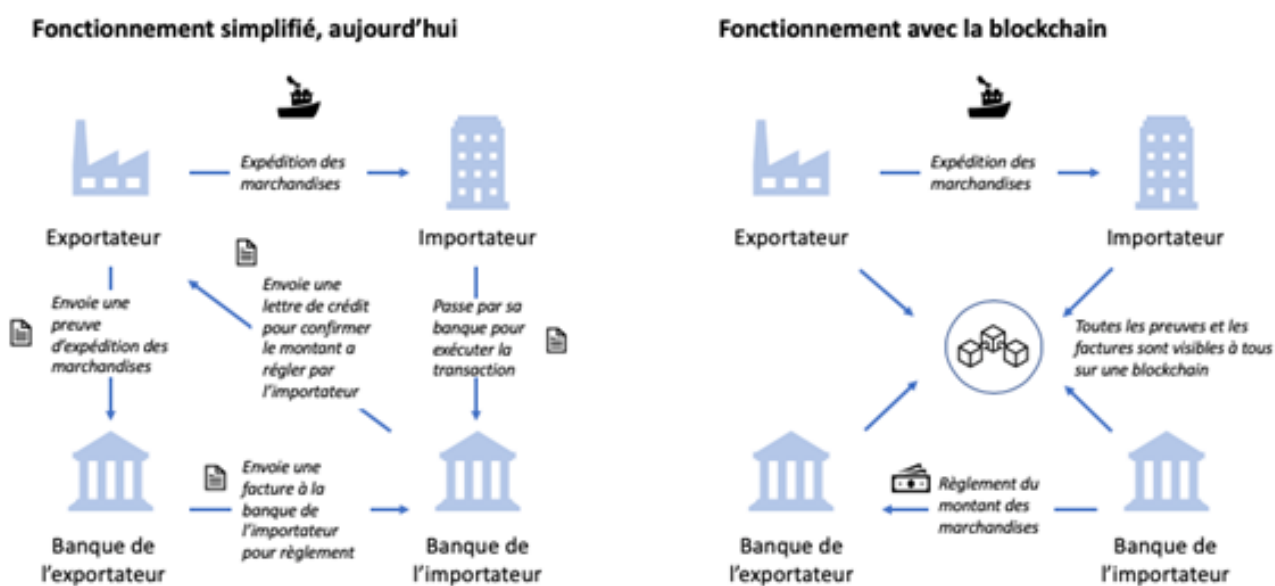 Fonctionnement simplifié, aujourd'hui
Expédition des
marchandises
Exportateur
Importateur
Envoie une
preuve
d'expédition des
marchandises
Envoie une
lettre de crédit
pour confirmer
le montant a
régler par
l'importateur
Passe par sa
banque pour
exécuter la
transaction
Envoie une
facture à la
banque de
l'importateur
pour règlement
Banque de
l'exportateur
Banque de
l'importateur
Fonctionnement avec la blockchain
Expédition des
marchandises
Exportateur
Importateur
Toutes les preuves et les
factures sont visibles à tous
sur une blockchain
Règlement du
montant des
marchandises
Banque de
l'exportateur
Banque de
l'importateur